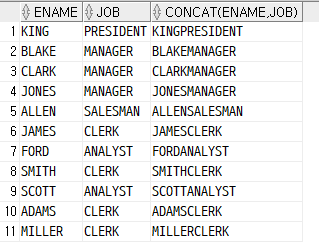 ENAME JOB CONCAT(ENAME,JOB)
1 KING PRESIDENT KINGPRESIDENT
2 BLAKE MANAGER BLAKEMANAGER
3 CLARK MANAGER CLARKMANAGER
4 JONES MANAGER JONESMANAGER
5 ALLEN SALESMAN ALLENSALESMAN
6 JAMES CLERK JAMESCLERK
7 FORD ANALYST FORDANALYST
8 SMITH CLERK SMITHCLERK
9 SCOTT ANALYST SCOTTANALYST
10 ADAMS CLERK ADAMSCLERK
11 MILLER CLERK MILLERCLERK